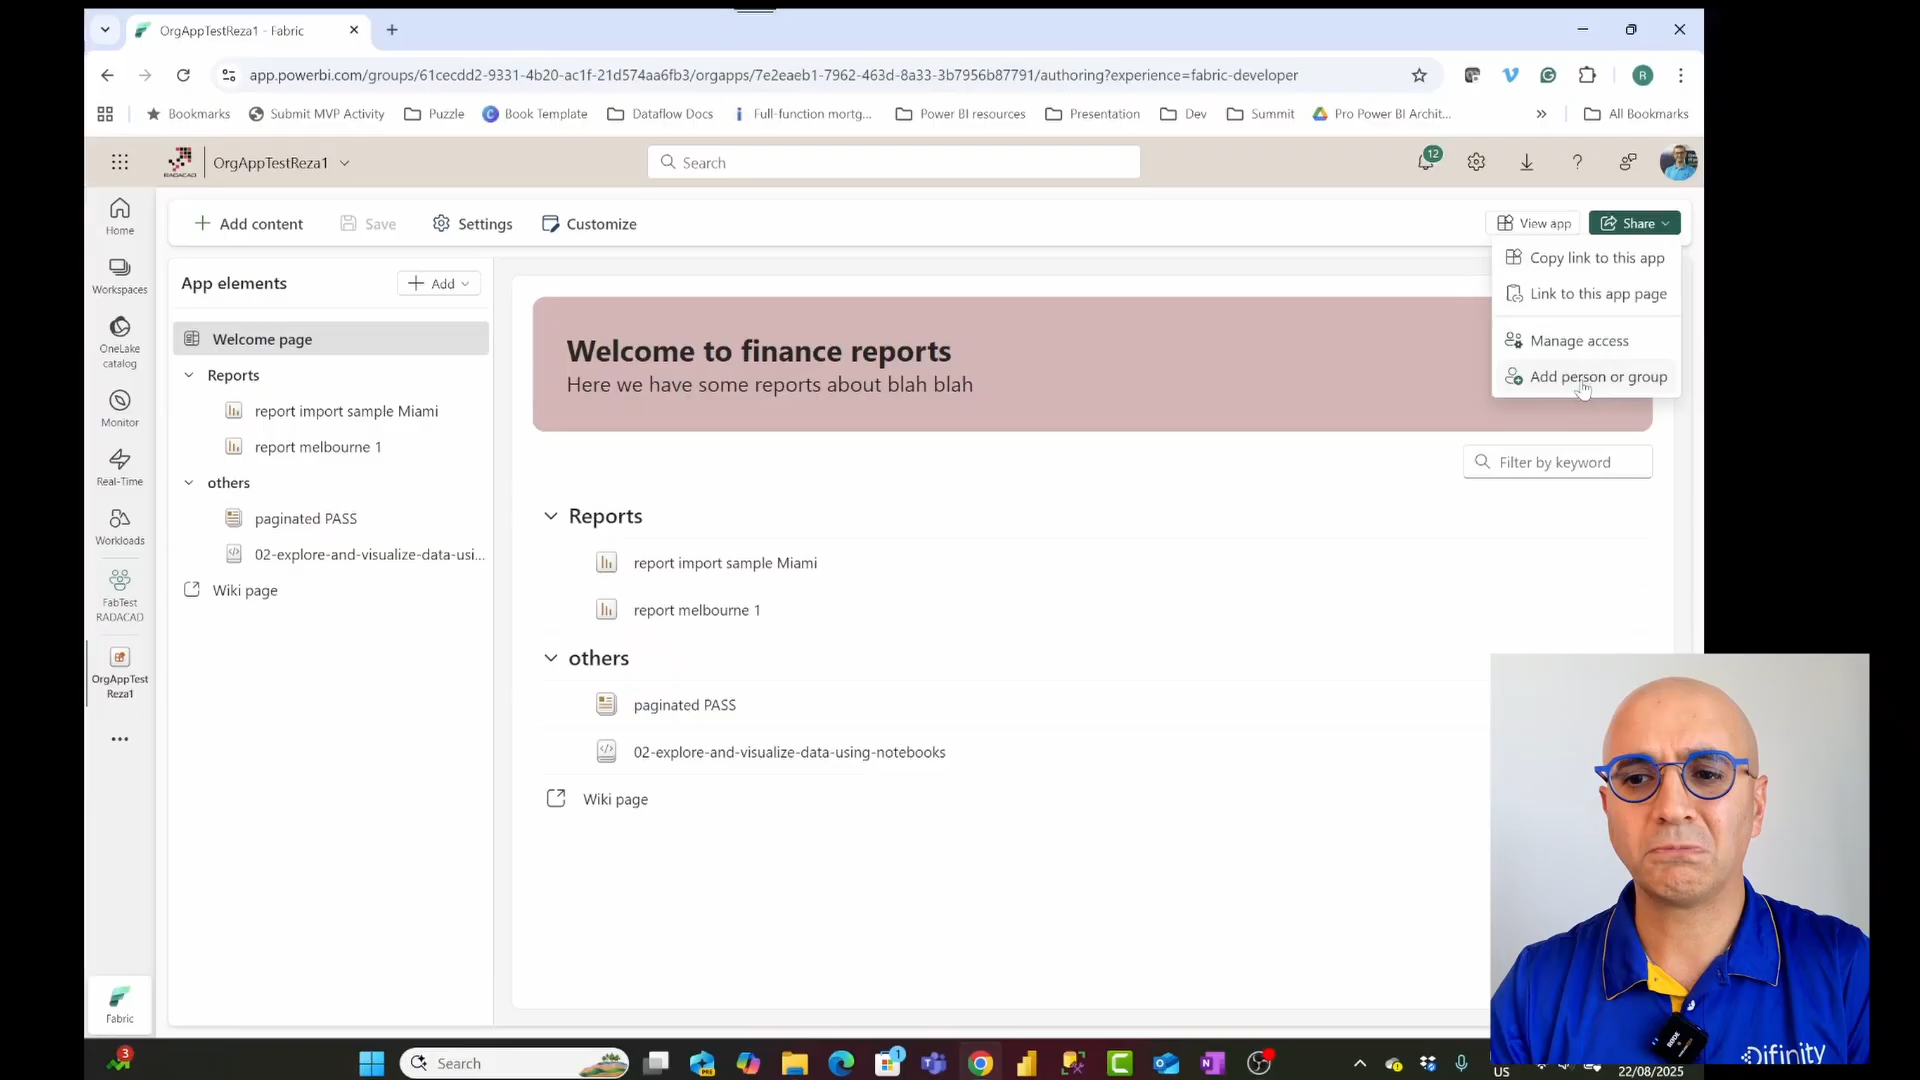 OrgAppTestReza1 - Fabric
app.powerbi.com/groups/61cecdd2-9331-4b20-ac1f-21d574aa6fb3/orgapps/7e2eaeb1-7962-463d-8a33-3b7956b87791/authoring?experience=fabric-developer
R
Bookmarks
Submit MVP Activity
Puzzle
Book Template
Dataflow Docs
Full-function mortg...
Power BI resources
Presentation
Dev
Summit
Pro Power BI Archit...
All Bookmarks
RADACAD
OrgAppTestReza1
Search
12
Home
Workspaces
OneLake
catalog
Monitor
Real-Time
Workloads
FabTest
RADACAD
OrgAppTest
Reza1
Fabric
Add content
Save
Settings
Customize
View app
Share
Copy link to this app
Link to this app page
Manage access
Add person or group
App elements
Add
Welcome page
Reports
report import sample Miami
report melbourne 1
others
paginated PASS
02-explore-and-visualize-data-usi...
Wiki page
Welcome to finance reports
Here we have some reports about blah blah
Filter by keyword
Reports
report import sample Miami
report melbourne 1
others
paginated PASS
02-explore-and-visualize-data-using-notebooks
Wiki page
Difinity
3
Search
PRE
1
US
22/08/2025